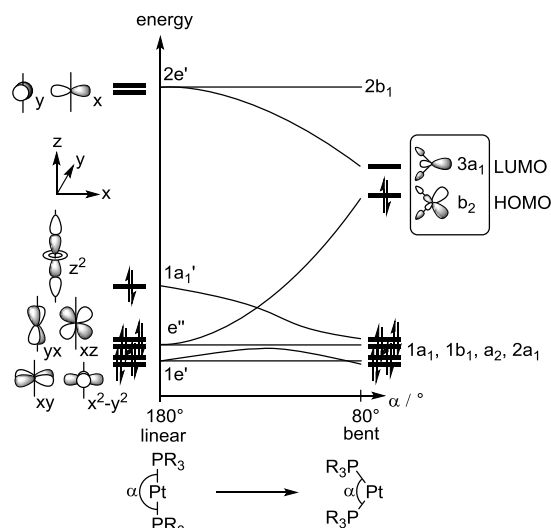 energy
2e'
2b₁
y
x
z
y
x
3a₁
LUMO
b₂
HOMO
z²
1a₁'
e''
yx
xz
1a₁, 1b₁, a₂, 2a₁
xy
x²-y²
1e'
α / °
180°
80°
linear
bent
PR₃
α
Pt
R₃P
α
Pt
R₃P